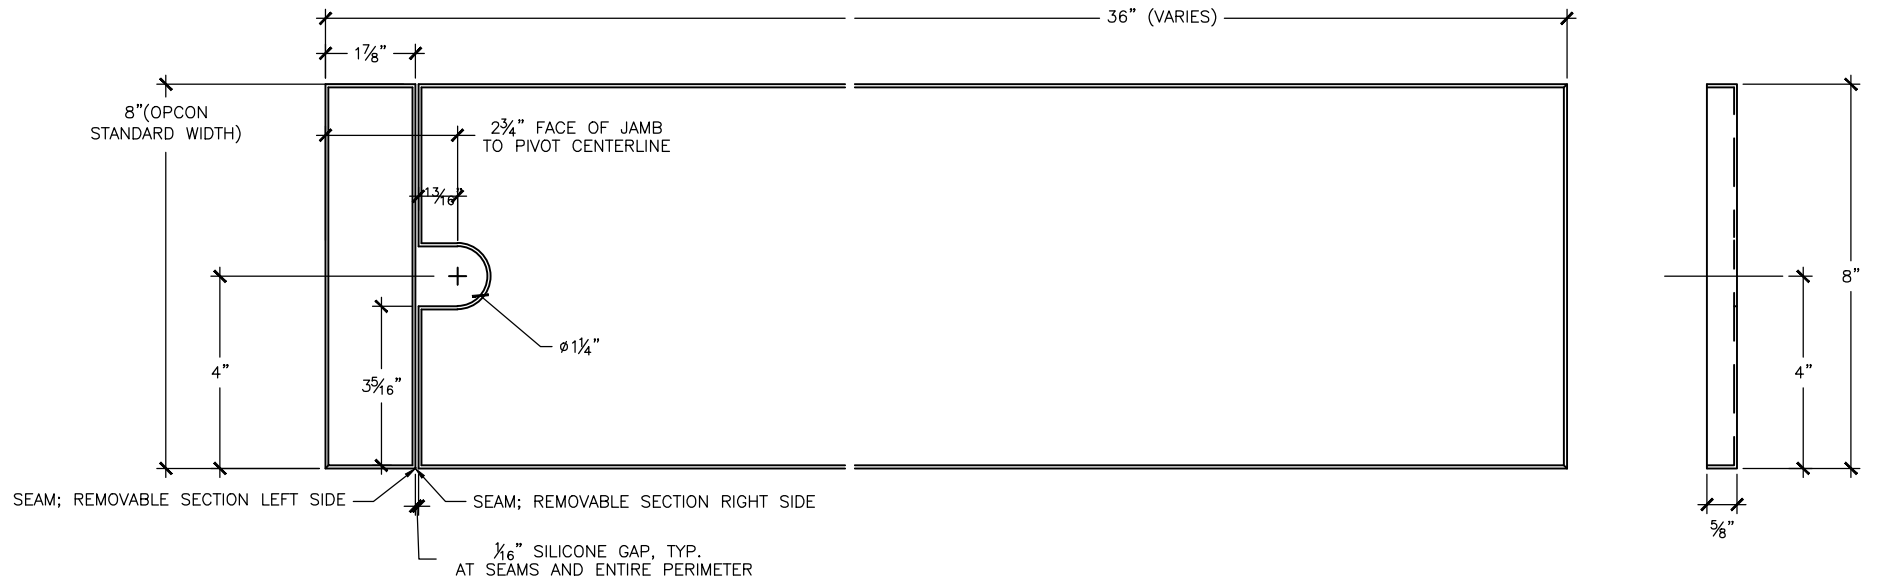 36" (VARIES)
1⅞"
8"(OPCON
STANDARD WIDTH)
2¾" FACE OF JAMB
TO PIVOT CENTERLINE
13⁄16"
ø1¼"
4"
3 5⁄16"
SEAM; REMOVABLE SECTION LEFT SIDE
SEAM; REMOVABLE SECTION RIGHT SIDE
1⁄16" SILICONE GAP, TYP.
AT SEAMS AND ENTIRE PERIMETER
8"
4"
⅝"